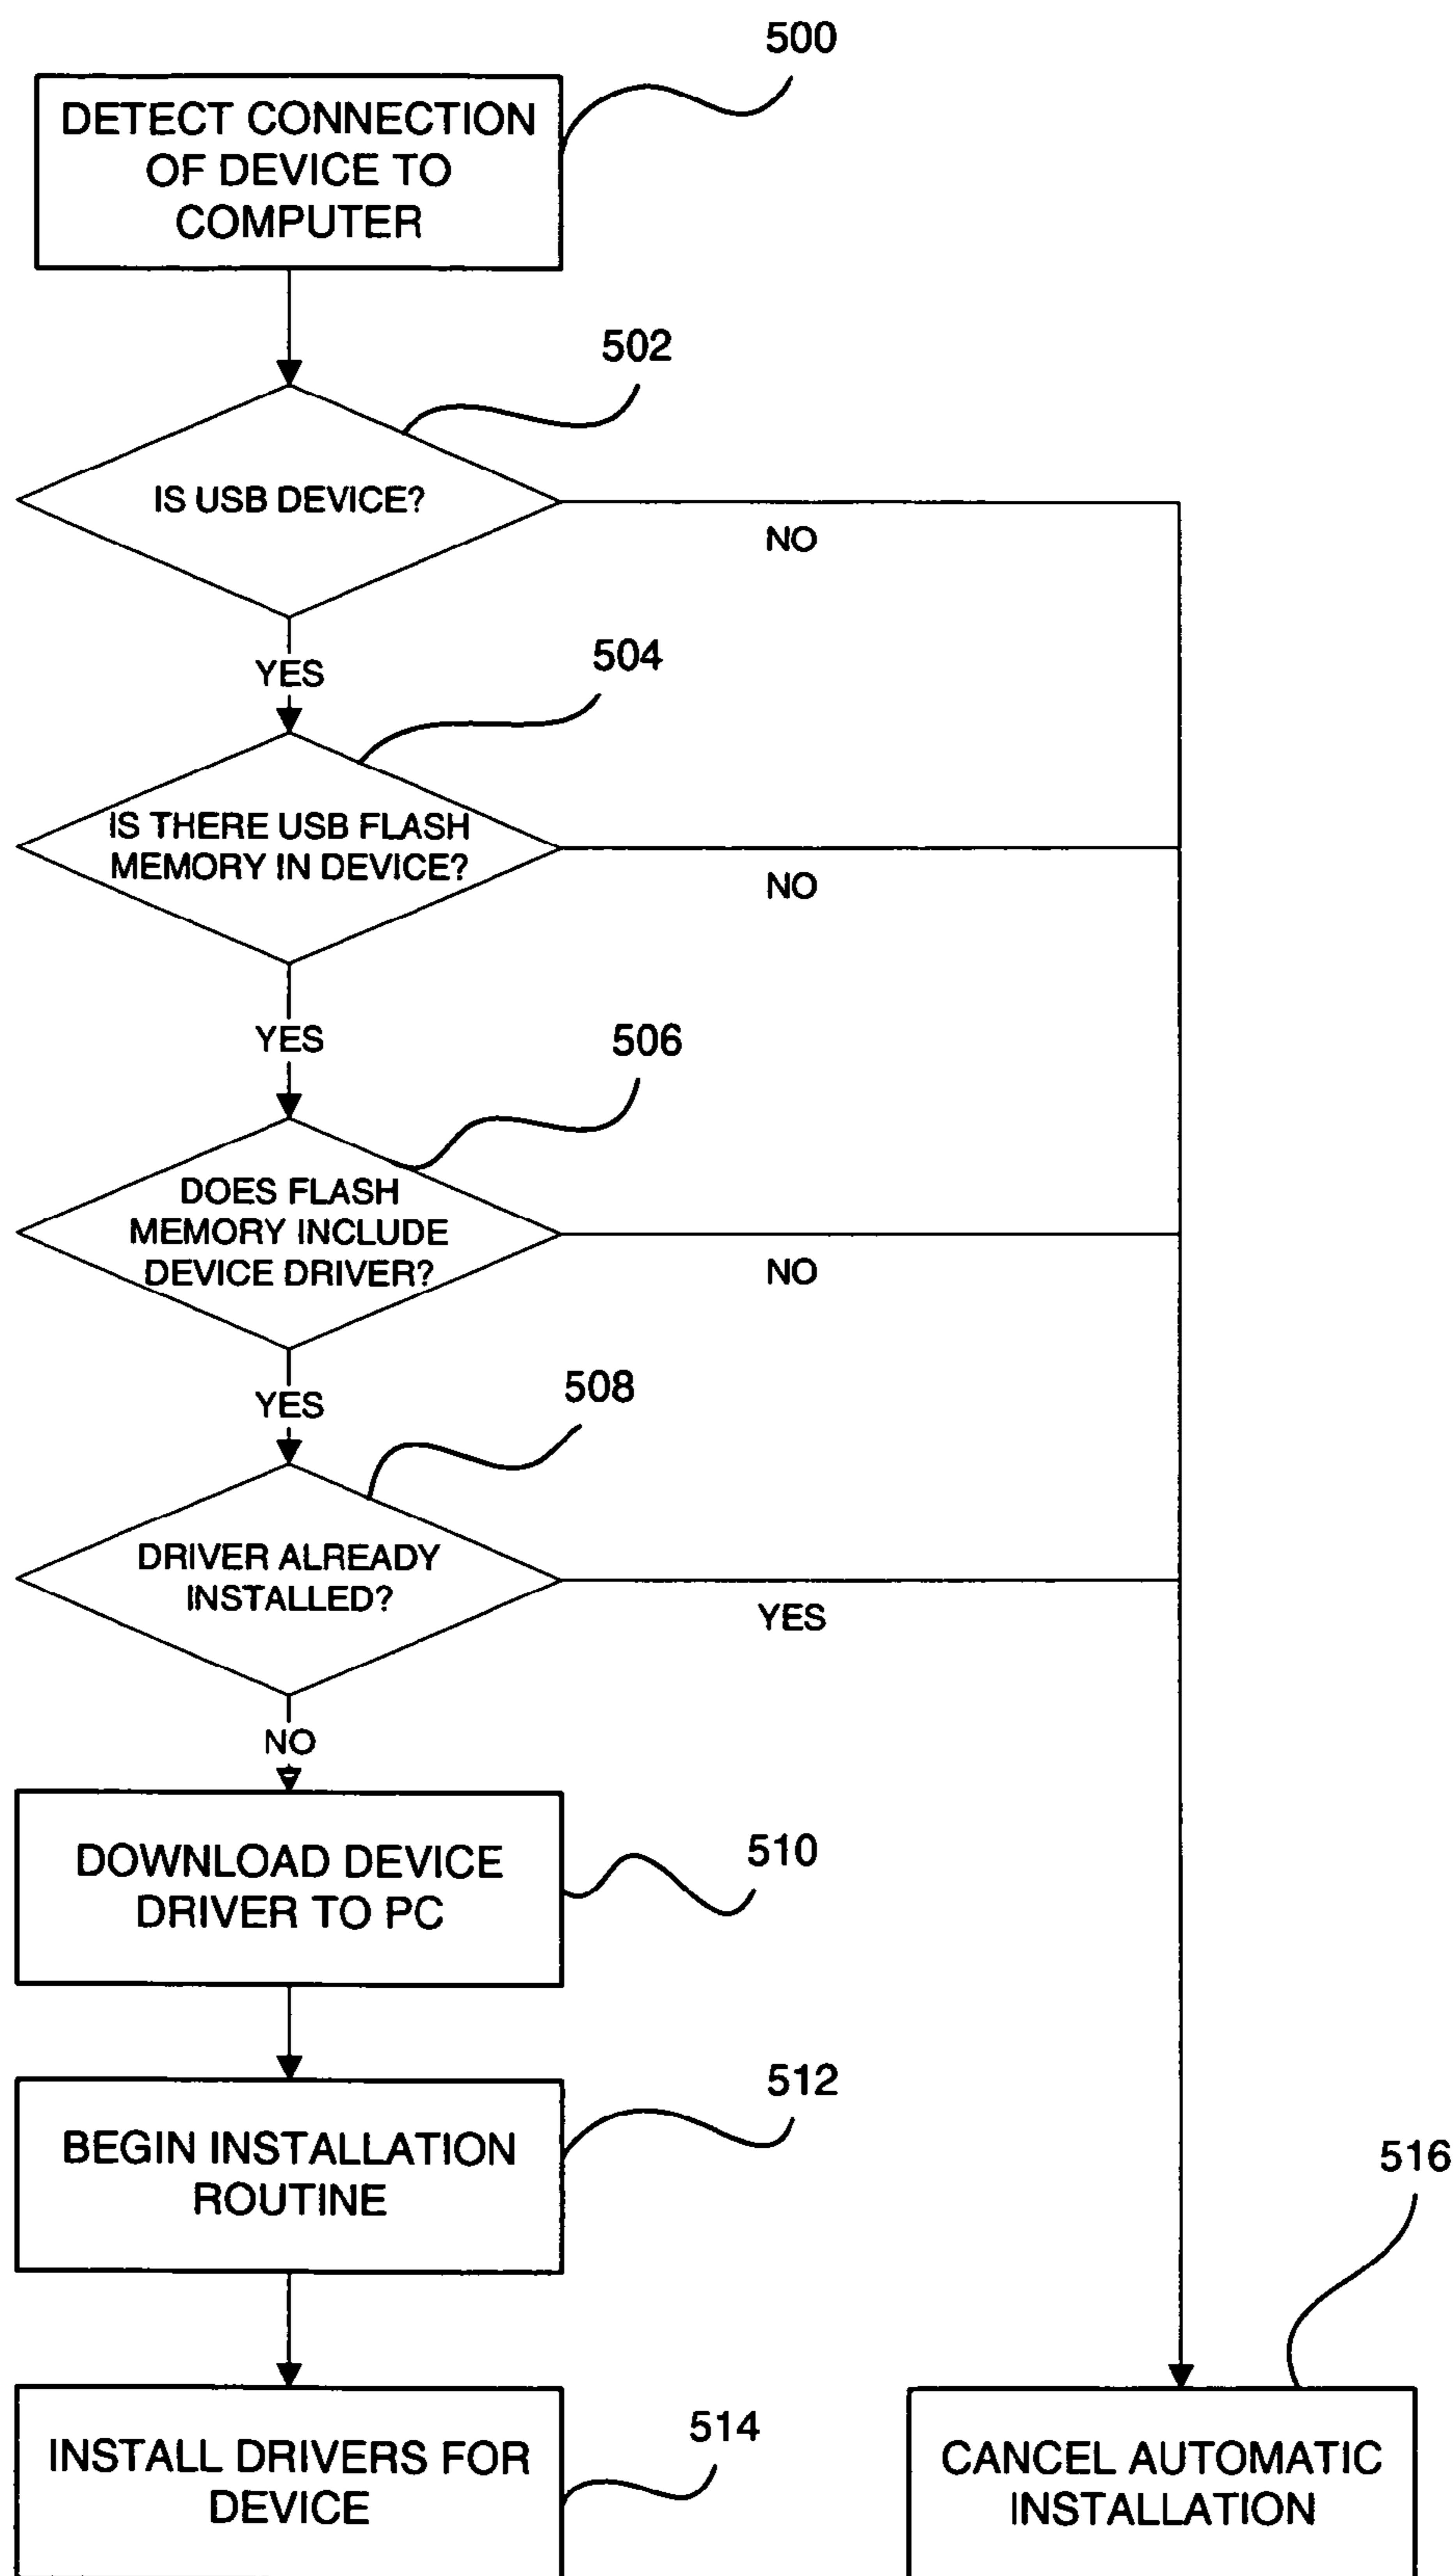 500
DETECT CONNECTION
OF DEVICE TO
COMPUTER
502
IS USB DEVICE?
NO
YES
504
IS THERE USB FLASH
MEMORY IN DEVICE?
NO
YES
506
DOES FLASH
MEMORY INCLUDE
DEVICE DRIVER?
NO
YES
508
DRIVER ALREADY
INSTALLED?
YES
NO
510
DOWNLOAD DEVICE
DRIVER TO PC
512
BEGIN INSTALLATION
ROUTINE
516
514
INSTALL DRIVERS FOR
DEVICE
CANCEL AUTOMATIC
INSTALLATION